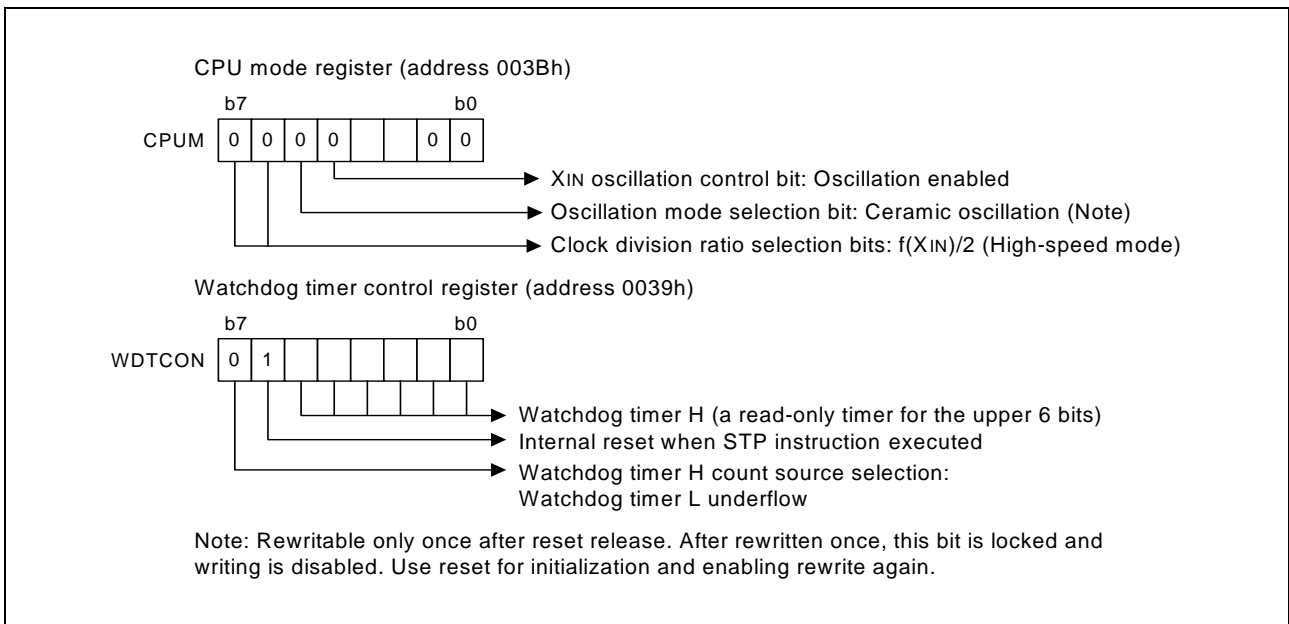 CPU mode register (address 003Bh)
b7 b0
CPUM 0 0 0 0 0 0
XIN oscillation control bit: Oscillation enabled
Oscillation mode selection bit: Ceramic oscillation (Note)
Clock division ratio selection bits: f(XIN)/2 (High-speed mode)
Watchdog timer control register (address 0039h)
b7 b0
WDTCON 0 1
Watchdog timer H (a read-only timer for the upper 6 bits)
Internal reset when STP instruction executed
Watchdog timer H count source selection:
Watchdog timer L underflow
Note: Rewritable only once after reset release. After rewritten once, this bit is locked and
writing is disabled. Use reset for initialization and enabling rewrite again.